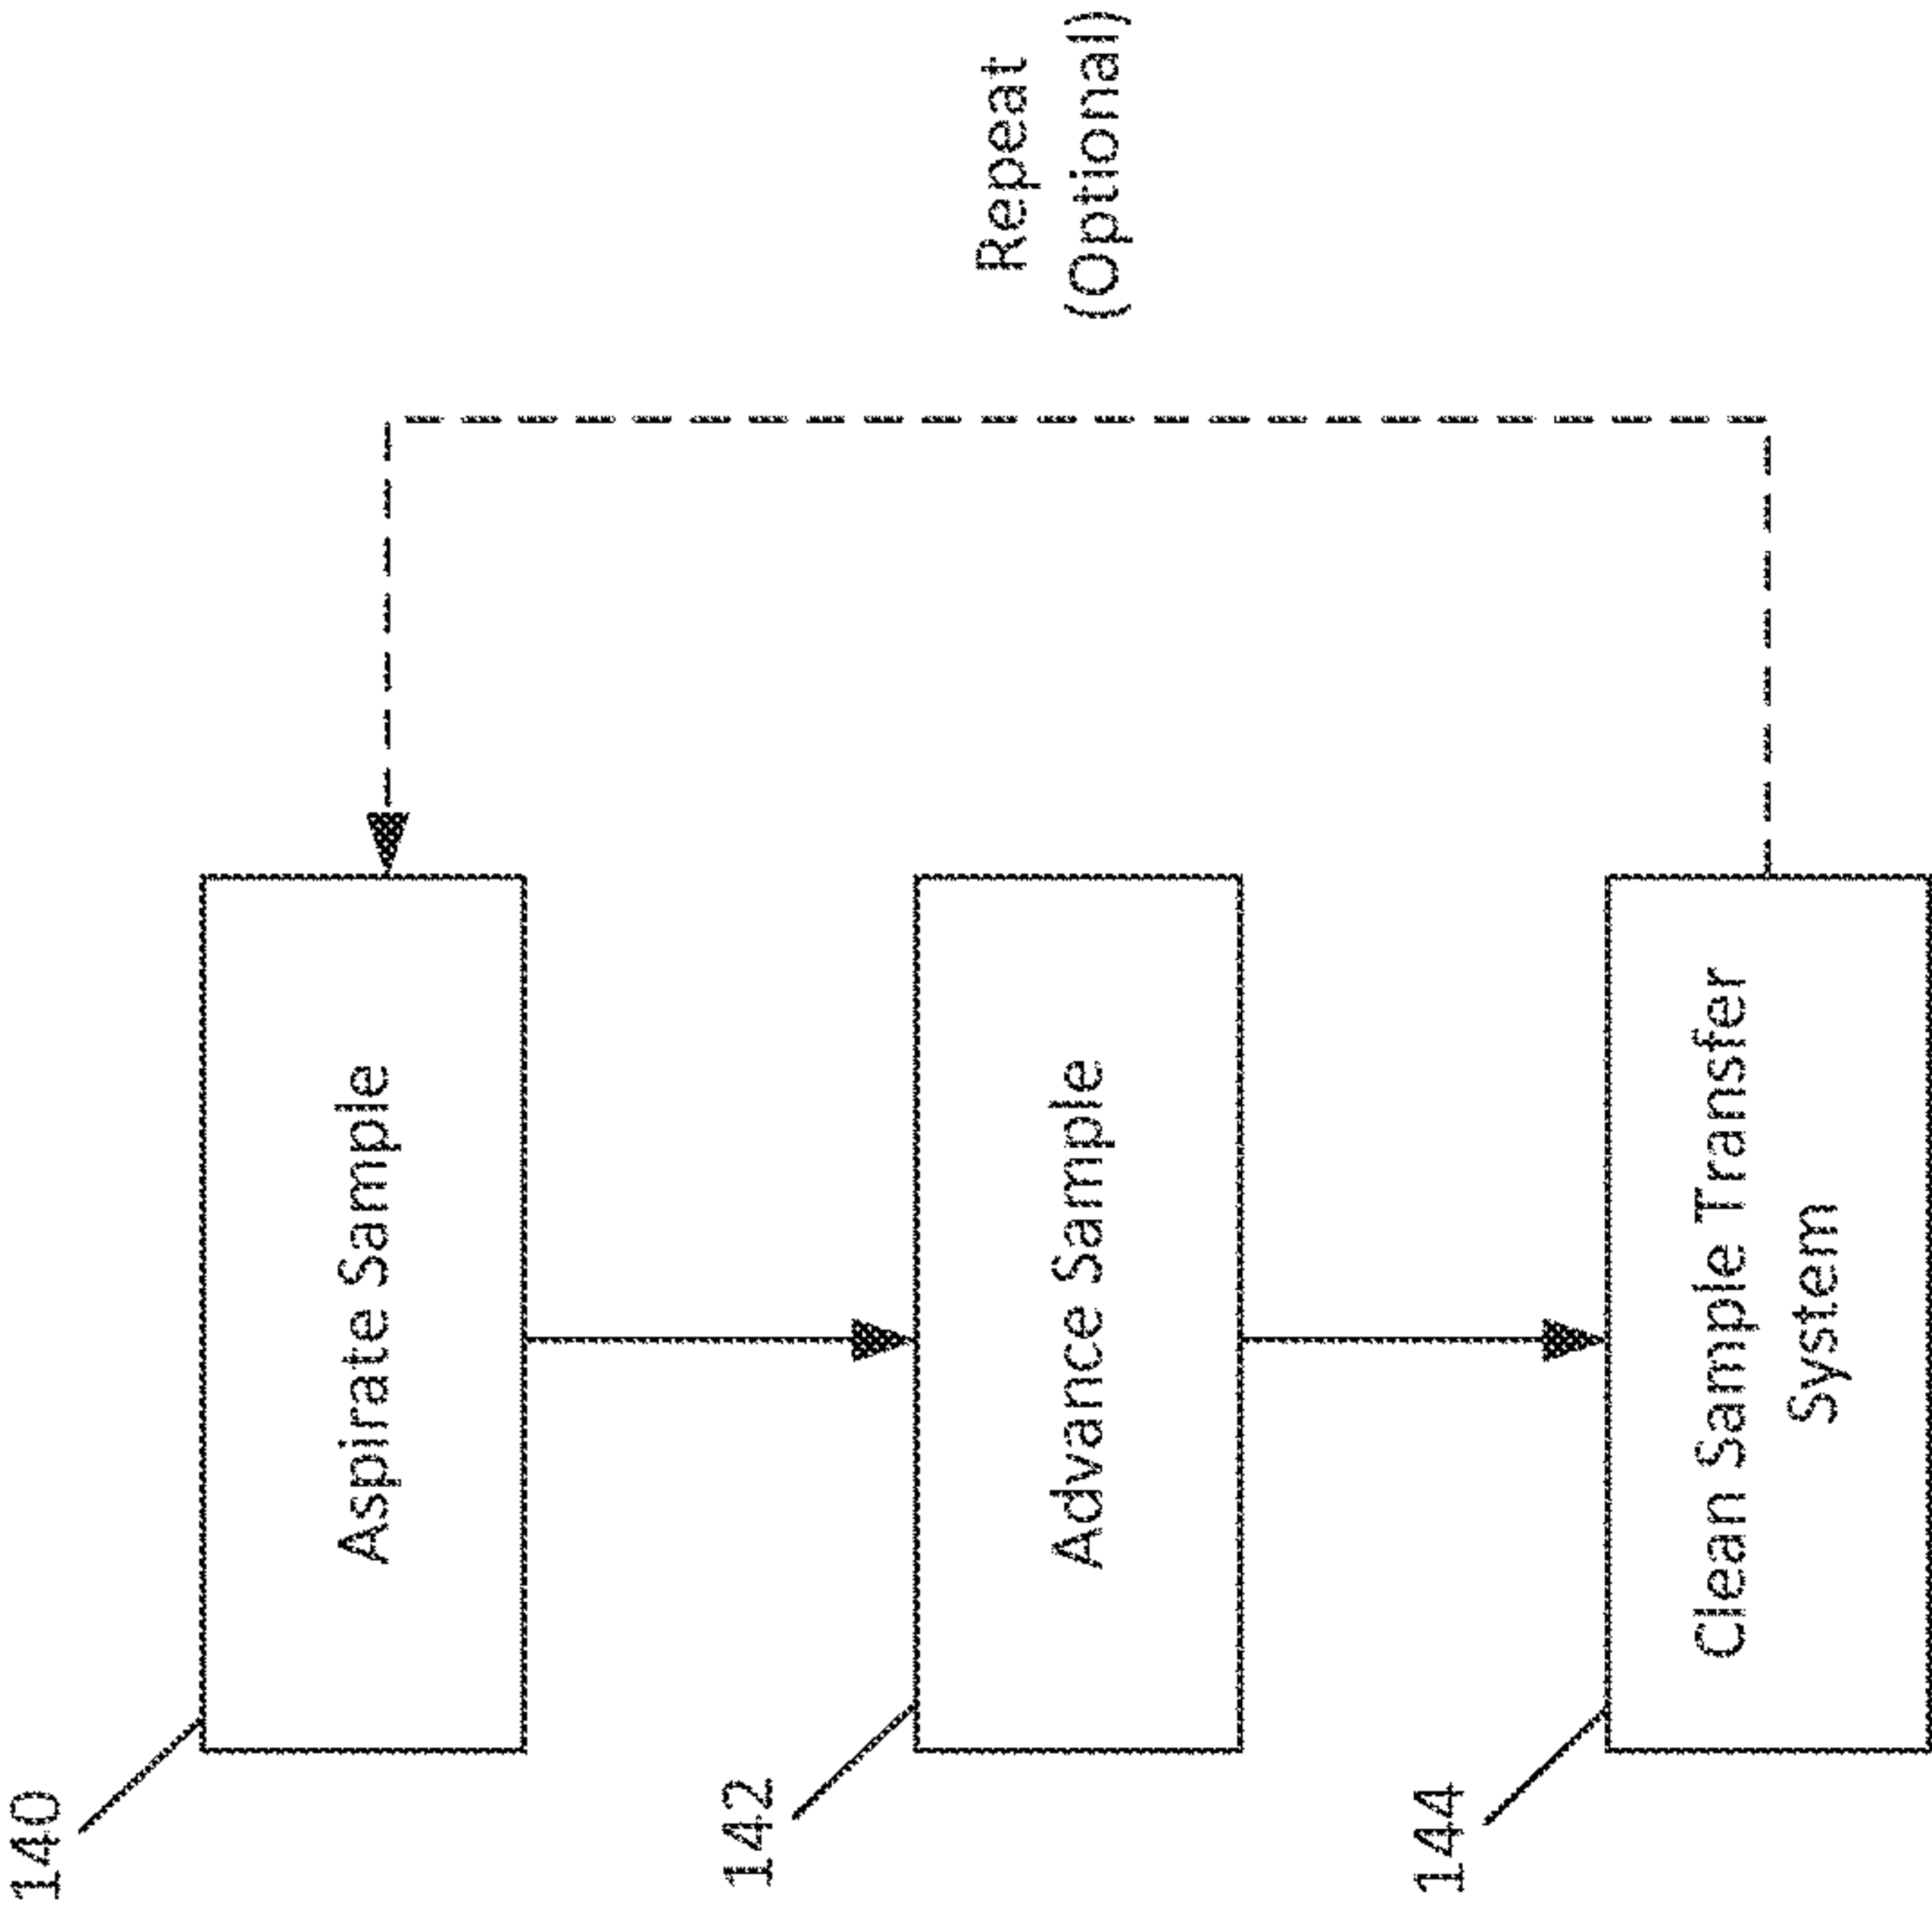 140
Aspirate Sample
142
Advance Sample
144
Clean Sample Transfer
System
Repeat
(Optional)